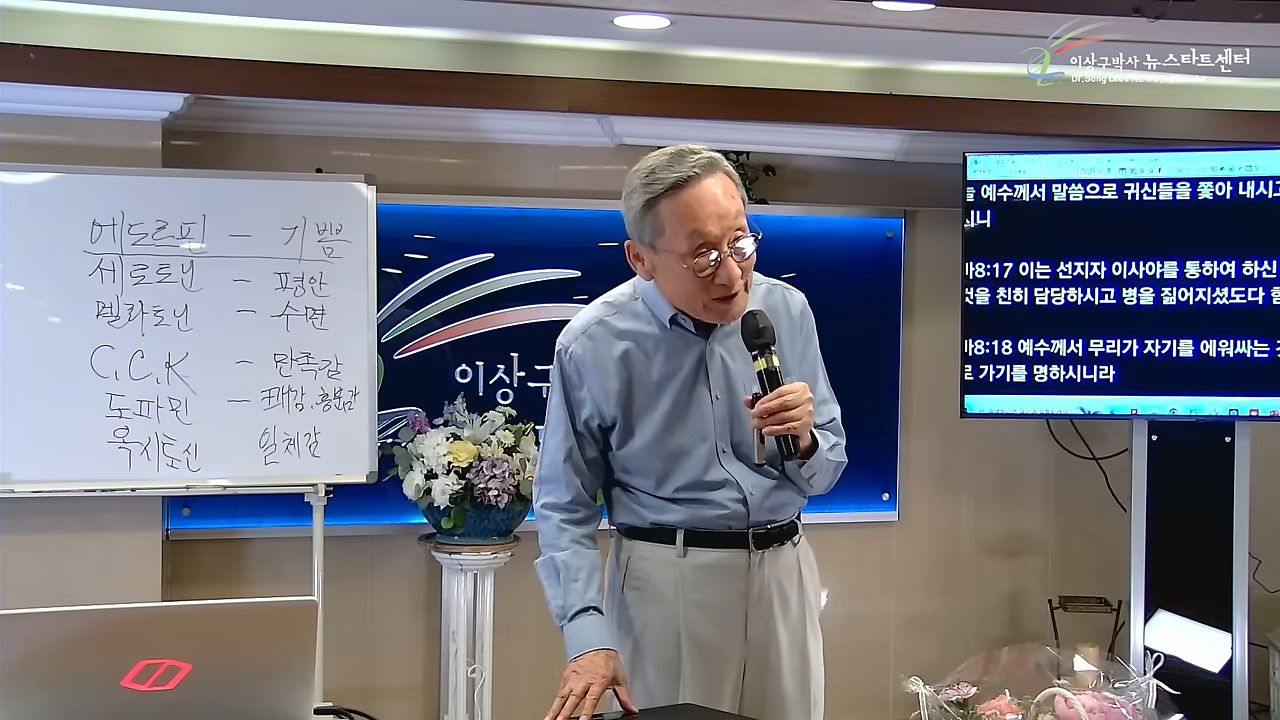 이상구박사 뉴스타트센터
에도르핀 – 기쁨
세로토닌 – 평안
멜라토닌 – 수면
C.C.K – 만족감
도파민 – 쾌감, 흥분감
옥시토신 일체감
이상구
예수께서 말씀으로 귀신들을 쫓아 내시고
니
8:17 이는 선지자 이사야를 통하여 하신
것을 친히 담당하시고 병을 짊어지셨도다
8:18 예수께서 무리가 자기를 에워싸는
로 가기를 명하시니라